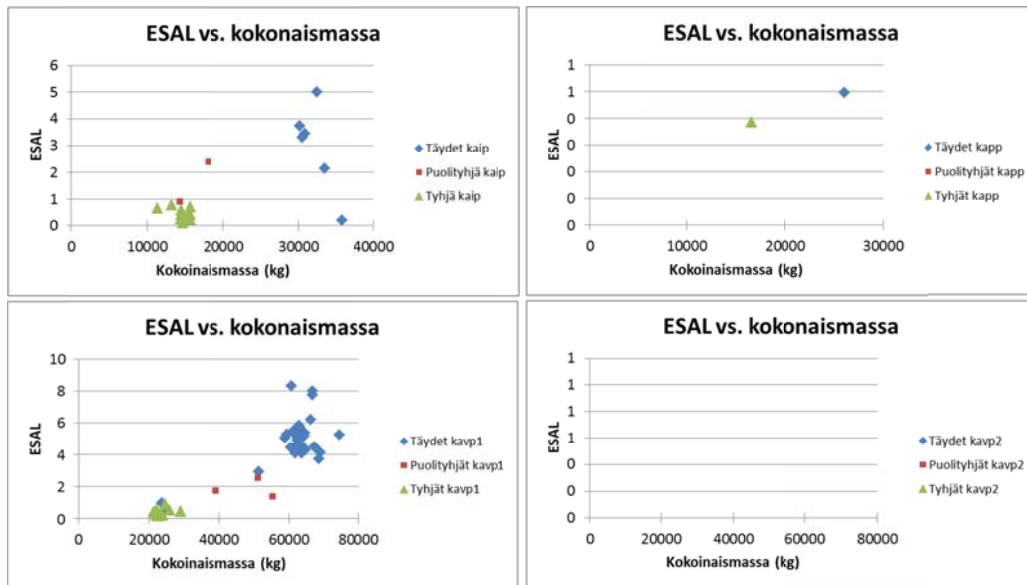 ESAL vs. kokonaismassa
6
5
4
3
2
1
0
ESAL
0 10000 20000 30000 40000
Kokoinaismassa (kg)
Täydet kaip
Puolityhjä kaip
Tyhjä kaip
ESAL vs. kokonaismassa
1
1
0
0
0
0
0
ESAL
0 10000 20000 30000
Kokoinaismassa (kg)
Täydet kapp
Puolityhjät kapp
Tyhjät kapp
ESAL vs. kokonaismassa
10
8
6
4
2
0
ESAL
0 20000 40000 60000 80000
Kokoinaismassa (kg)
Täydet kavp1
Puolityhjät kavp1
Tyhjät kavp1
ESAL vs. kokonaismassa
1
1
1
1
0
0
0
ESAL
0 20000 40000 60000 80000
Kokoinaismassa (kg)
Täydet kavp2
Puolityhjät kavp2
Tyhjät kavp2